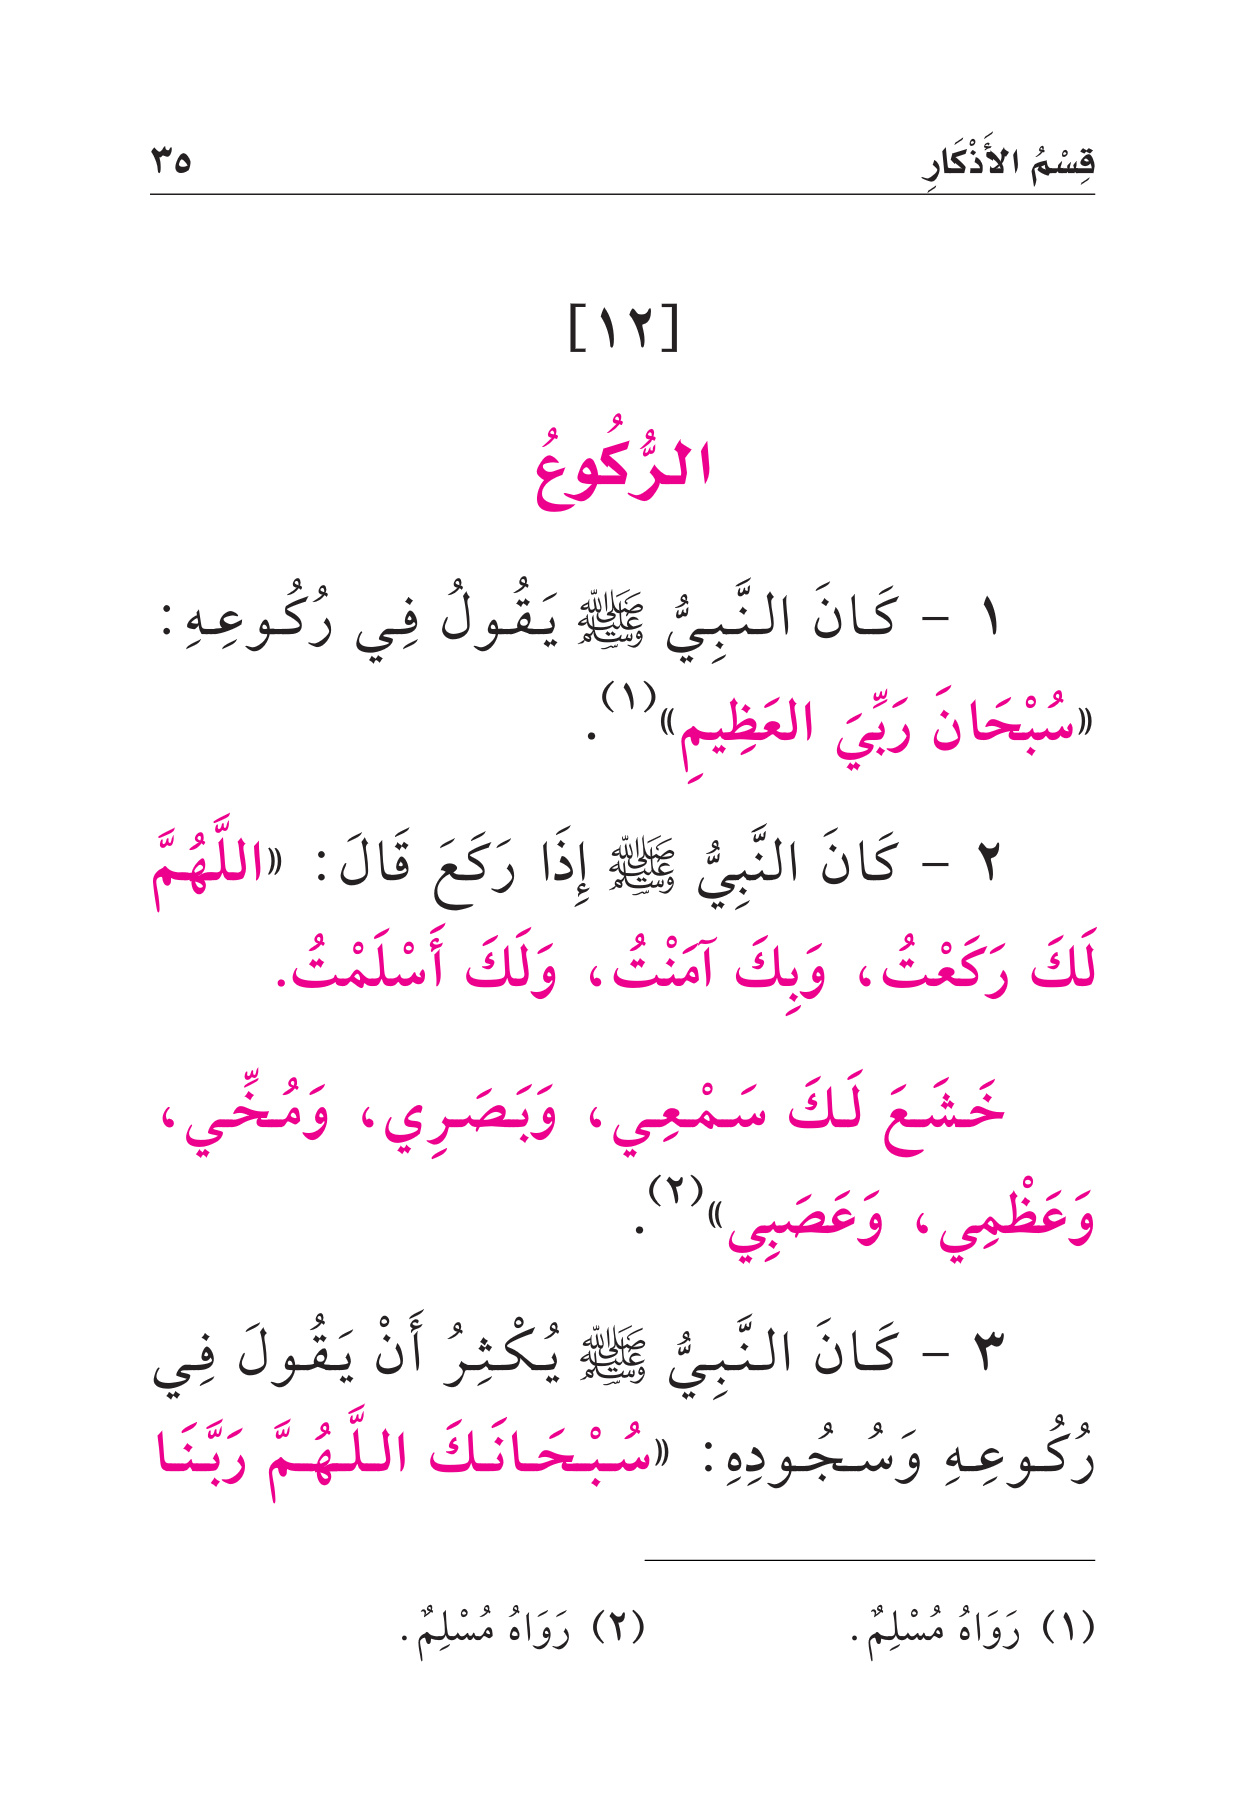 قِسْمُ الأَذْكَارِ ٣٥
[١٢]
الرُّكُوعُ
١ - كَانَ النَّبِيُّ ﷺ يَقُولُ فِي رُكُوعِهِ:
«سُبْحَانَ رَبِّيَ العَظِيمِ»(١).
٢ - كَانَ النَّبِيُّ ﷺ إِذَا رَكَعَ قَالَ: «اللَّهُمَّ
لَكَ رَكَعْتُ، وَبِكَ آمَنْتُ، وَلَكَ أَسْلَمْتُ.
خَشَعَ لَكَ سَمْعِي، وَبَصَرِي، وَمُخِّي،
وَعَظْمِي، وَعَصَبِي»(٢).
٣ - كَانَ النَّبِيُّ ﷺ يُكْثِرُ أَنْ يَقُولَ فِي
رُكُوعِهِ وَسُجُودِهِ: «سُبْحَانَكَ اللَّهُمَّ رَبَّنَا
(١) رَوَاهُ مُسْلِمٌ. (٢) رَوَاهُ مُسْلِمٌ.